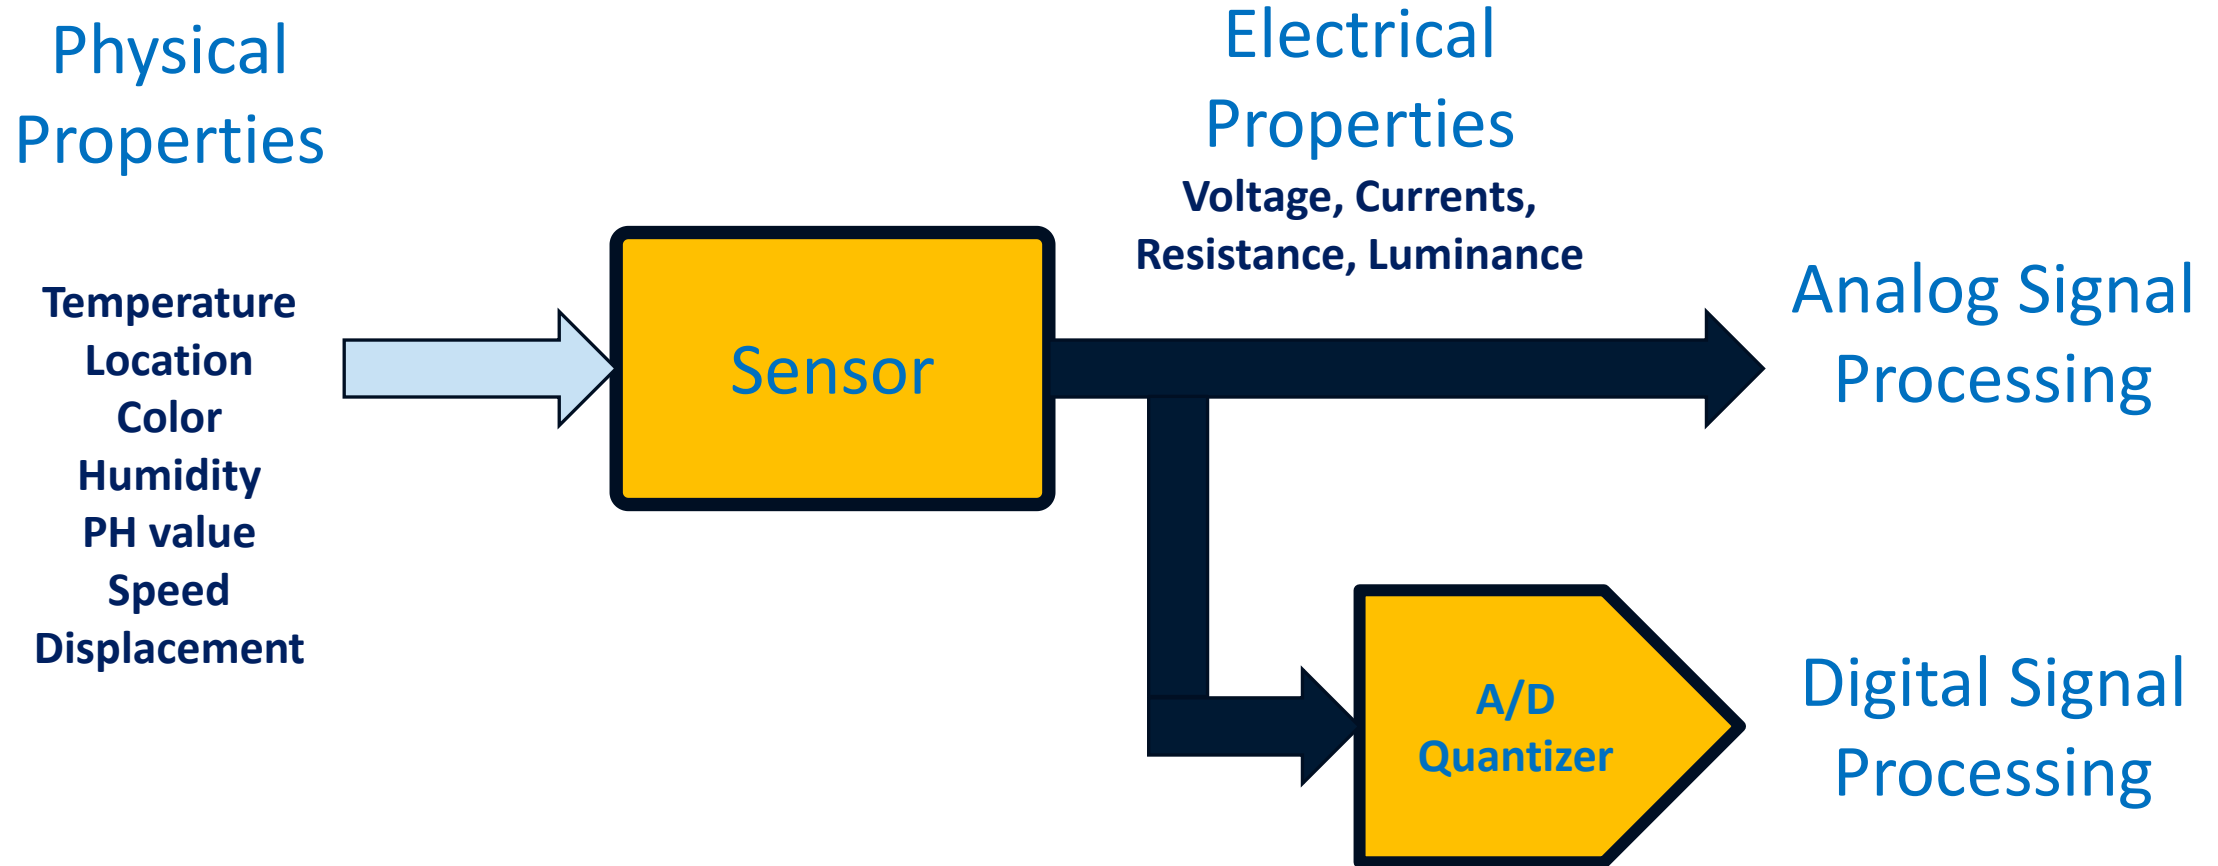 Physical
Properties
Temperature
Location
Color
Humidity
PH value
Speed
Displacement
Sensor
Electrical
Properties
Voltage, Currents,
Resistance, Luminance
Analog Signal
Processing
A/D
Quantizer
Digital Signal
Processing